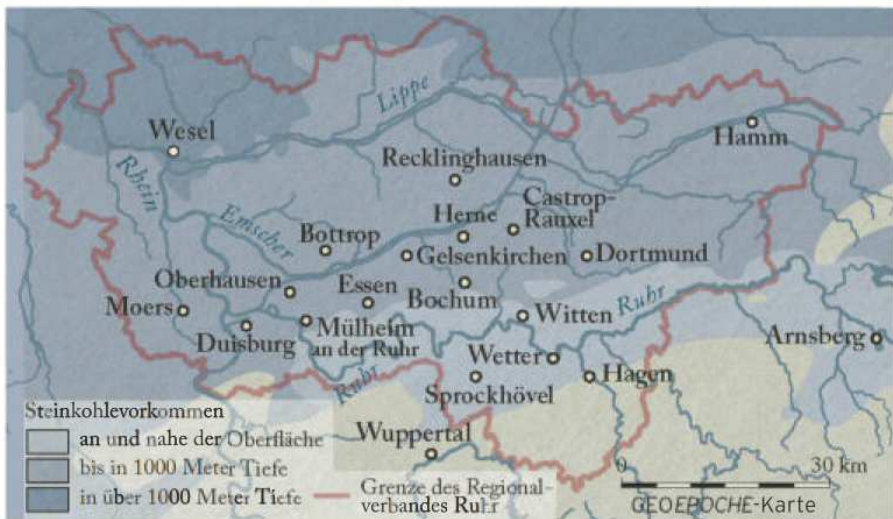 Lippe
Wesel
Hamm
Rhein
Recklinghausen
Castrop-
Rauxel
Herne
Emscher
Bottrop
Gelsenkirchen
Dortmund
Oberhausen
Essen
Bochum
Ruhr
Moers
Witten
Duisburg
Mülheim
an der Ruhr
Arnsberg
Wetter
Ruhr
Sprockhövel
Hagen
Wuppertal
Steinkohlevorkommen
an und nahe der Oberfläche
bis in 1000 Meter Tiefe
in über 1000 Meter Tiefe
Grenze des Regional-
verbandes Ruhr
0 30 km
GEOEPOCHE-Karte